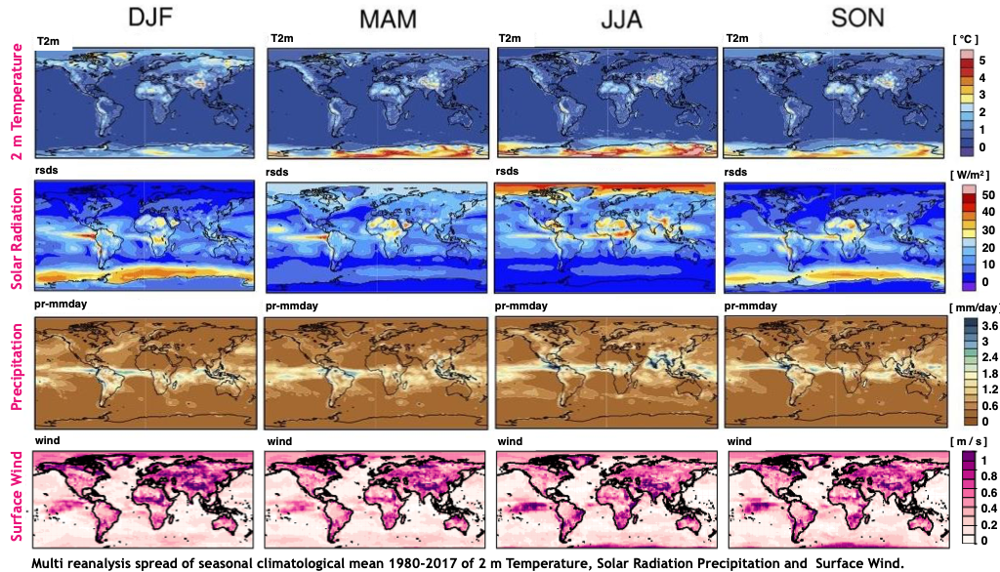 DJF MAM JJA SON
2 m Temperature
T2m T2m T2m T2m [ °C]
5
4
3
2
1
0
Solar Radiation
rsds rsds rsds rsds [ W/m²]
50
40
30
20
10
0
Precipitation
pr-mmday pr-mmday pr-mmday pr-mmday [ mm/day]
3.6
3
2.4
1.8
1.2
0.6
0
Surface Wind
wind wind wind wind [ m / s]
1
0.8
0.6
0.4
0.2
0
Multi reanalysis spread of seasonal climatological mean 1980-2017 of 2 m Temperature, Solar Radiation Precipitation and Surface Wind.